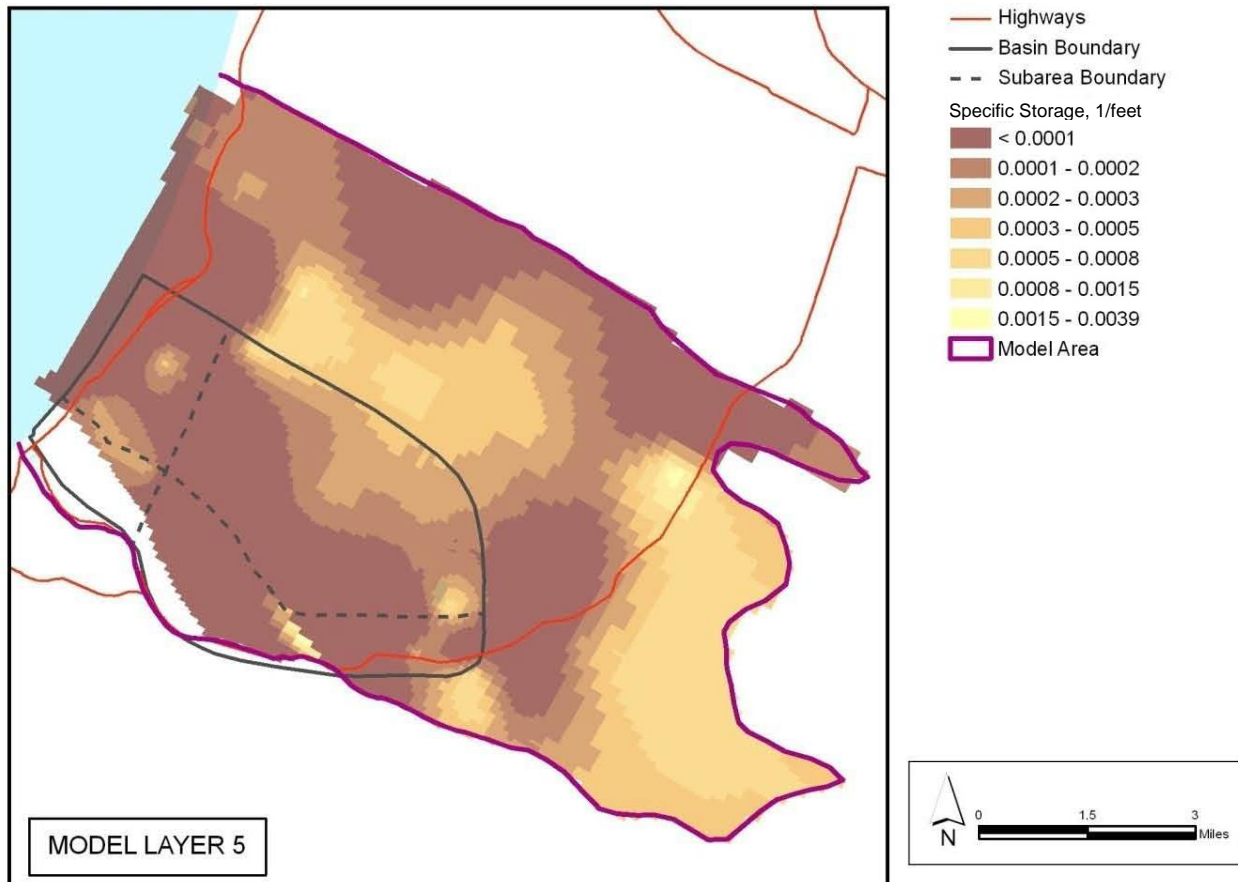 Highways
Basin Boundary
Subarea Boundary
Specific Storage, 1/feet
< 0.0001
0.0001 - 0.0002
0.0002 - 0.0003
0.0003 - 0.0005
0.0005 - 0.0008
0.0008 - 0.0015
0.0015 - 0.0039
Model Area
MODEL LAYER 5
N
0 1.5 3
Miles